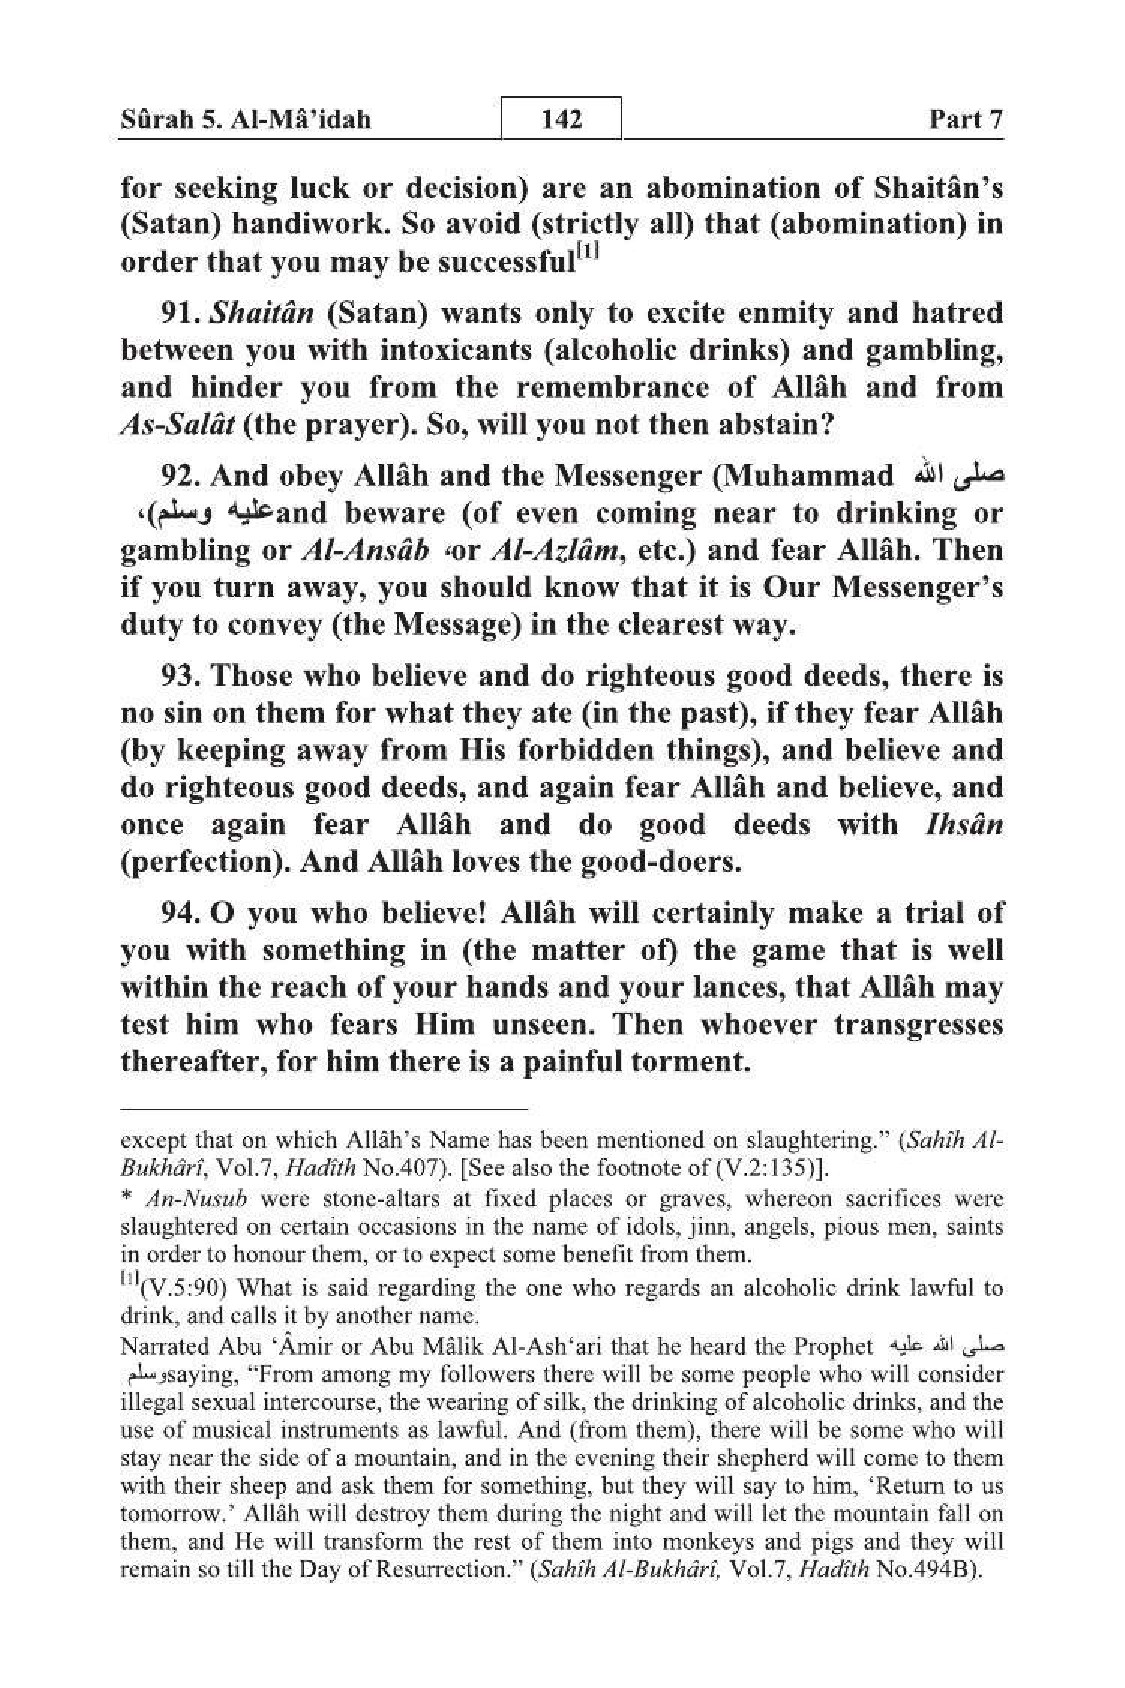 Sûrah 5. Al-Mâ’idah 142 Part 7
for seeking luck or decision) are an abomination of Shaitân’s
(Satan) handiwork. So avoid (strictly all) that (abomination) in
order that you may be successful[1]
91. Shaitân (Satan) wants only to excite enmity and hatred
between you with intoxicants (alcoholic drinks) and gambling,
and hinder you from the remembrance of Allâh and from
As-Salât (the prayer). So, will you not then abstain?
92. And obey Allâh and the Messenger (Muhammad صلى الله
عليه وسلم)، and beware (of even coming near to drinking or
gambling or Al-Ansâb ،or Al-Azlâm, etc.) and fear Allâh. Then
if you turn away, you should know that it is Our Messenger’s
duty to convey (the Message) in the clearest way.
93. Those who believe and do righteous good deeds, there is
no sin on them for what they ate (in the past), if they fear Allâh
(by keeping away from His forbidden things), and believe and
do righteous good deeds, and again fear Allâh and believe, and
once again fear Allâh and do good deeds with Ihsân
(perfection). And Allâh loves the good-doers.
94. O you who believe! Allâh will certainly make a trial of
you with something in (the matter of) the game that is well
within the reach of your hands and your lances, that Allâh may
test him who fears Him unseen. Then whoever transgresses
thereafter, for him there is a painful torment.
except that on which Allâh’s Name has been mentioned on slaughtering.” (Sahîh Al-
Bukhârî, Vol.7, Hadîth No.407). [See also the footnote of (V.2:135)].
* An-Nusub were stone-altars at fixed places or graves, whereon sacrifices were
slaughtered on certain occasions in the name of idols, jinn, angels, pious men, saints
in order to honour them, or to expect some benefit from them.
[1](V.5:90) What is said regarding the one who regards an alcoholic drink lawful to
drink, and calls it by another name.
Narrated Abu ‘Âmir or Abu Mâlik Al-Ash‘ari that he heard the Prophet صلى الله عليه
وسلم saying, “From among my followers there will be some people who will consider
illegal sexual intercourse, the wearing of silk, the drinking of alcoholic drinks, and the
use of musical instruments as lawful. And (from them), there will be some who will
stay near the side of a mountain, and in the evening their shepherd will come to them
with their sheep and ask them for something, but they will say to him, ‘Return to us
tomorrow.’ Allâh will destroy them during the night and will let the mountain fall on
them, and He will transform the rest of them into monkeys and pigs and they will
remain so till the Day of Resurrection.” (Sahîh Al-Bukhârî, Vol.7, Hadîth No.494B).